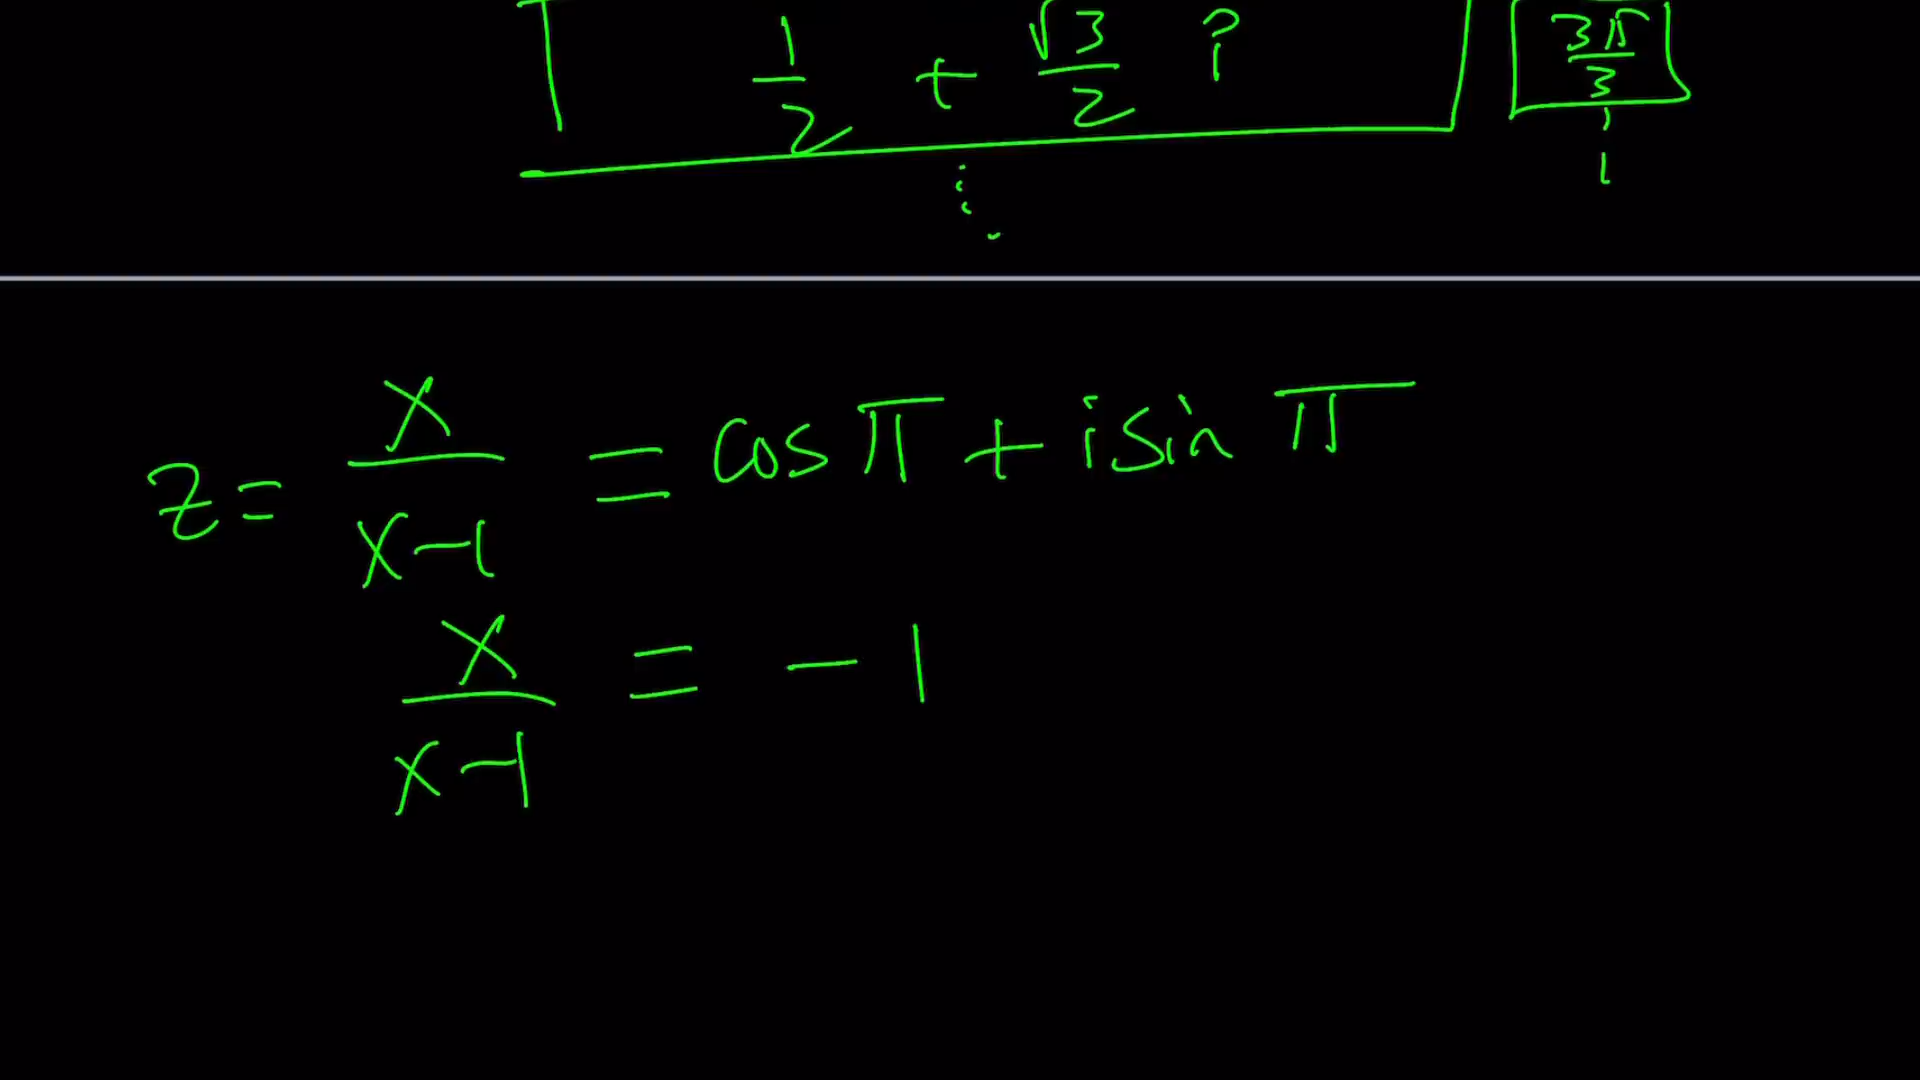 1/2 + √3/2 i 3π/3
z = x/(x-1) = cos π + i sin π
x/(x-1) = -1